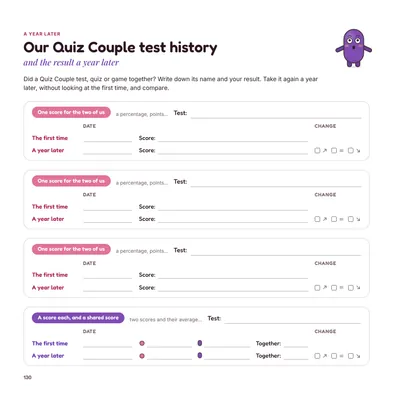 A YEAR LATER
Our Quiz Couple test history
and the result a year later
Did a Quiz Couple test, quiz or game together? Write down its name and your result. Take it again a year
later, without looking at the first time, and compare.
One score for the two of us a percentage, points... Test:
DATE CHANGE
The first time Score:
A year later Score: ↗ = ↘
One score for the two of us a percentage, points... Test:
DATE CHANGE
The first time Score:
A year later Score: ↗ = ↘
One score for the two of us a percentage, points... Test:
DATE CHANGE
The first time Score:
A year later Score: ↗ = ↘
A score each, and a shared score two scores and their average... Test:
DATE CHANGE
The first time Together:
A year later Together: ↗ = ↘
130